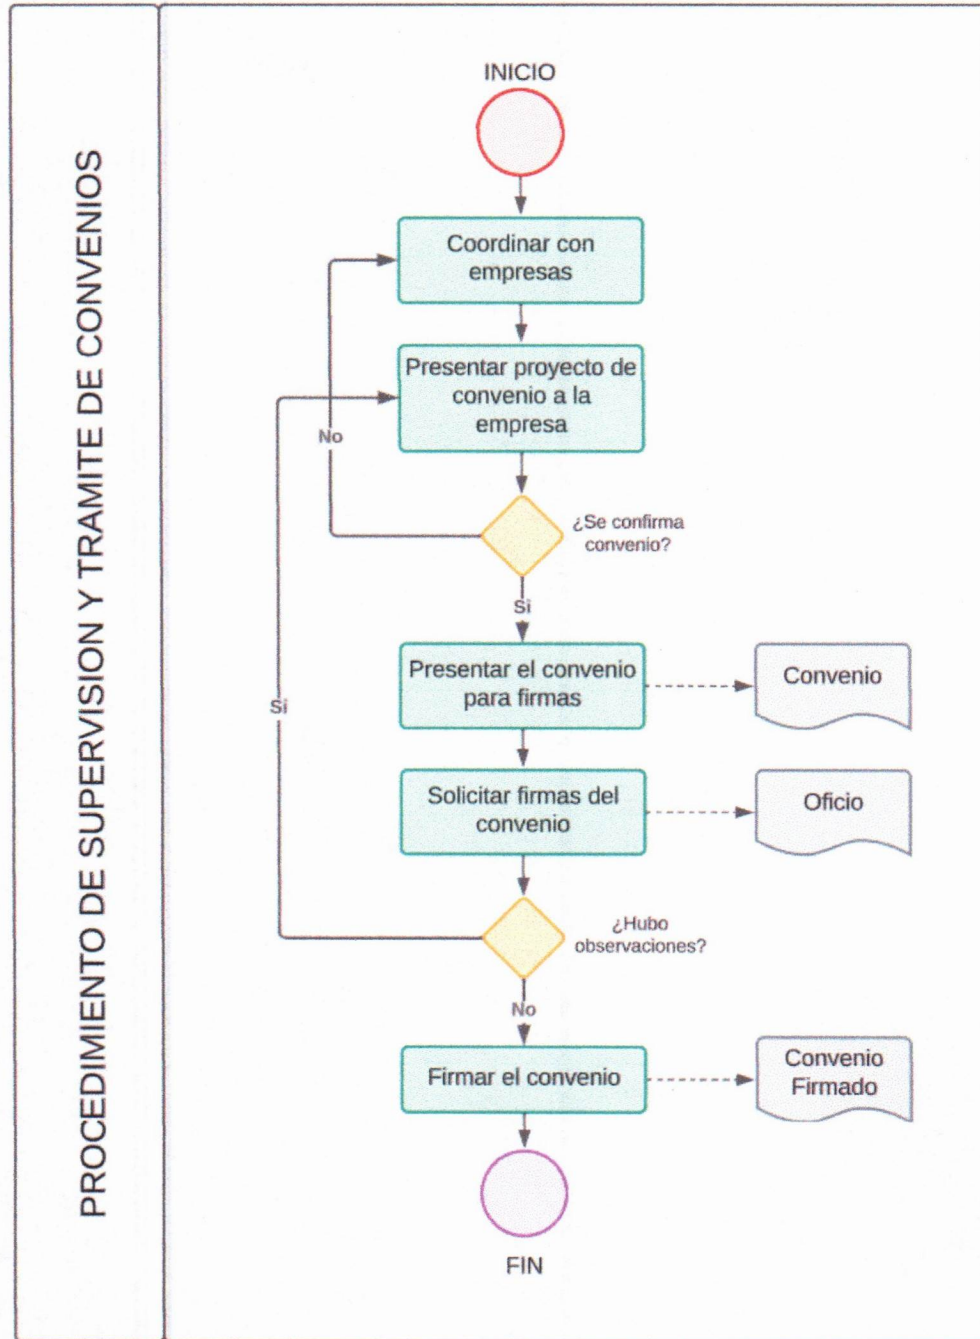 PROCEDIMIENTO DE SUPERVISION Y TRAMITE DE CONVENIOS
INICIO
Coordinar con
empresas
Presentar proyecto de
convenio a la
empresa
No
¿Se confirma
convenio?
Si
Presentar el convenio
para firmas
Convenio
Si
Solicitar firmas del
convenio
Oficio
¿Hubo
observaciones?
No
Firmar el convenio
Convenio
Firmado
FIN